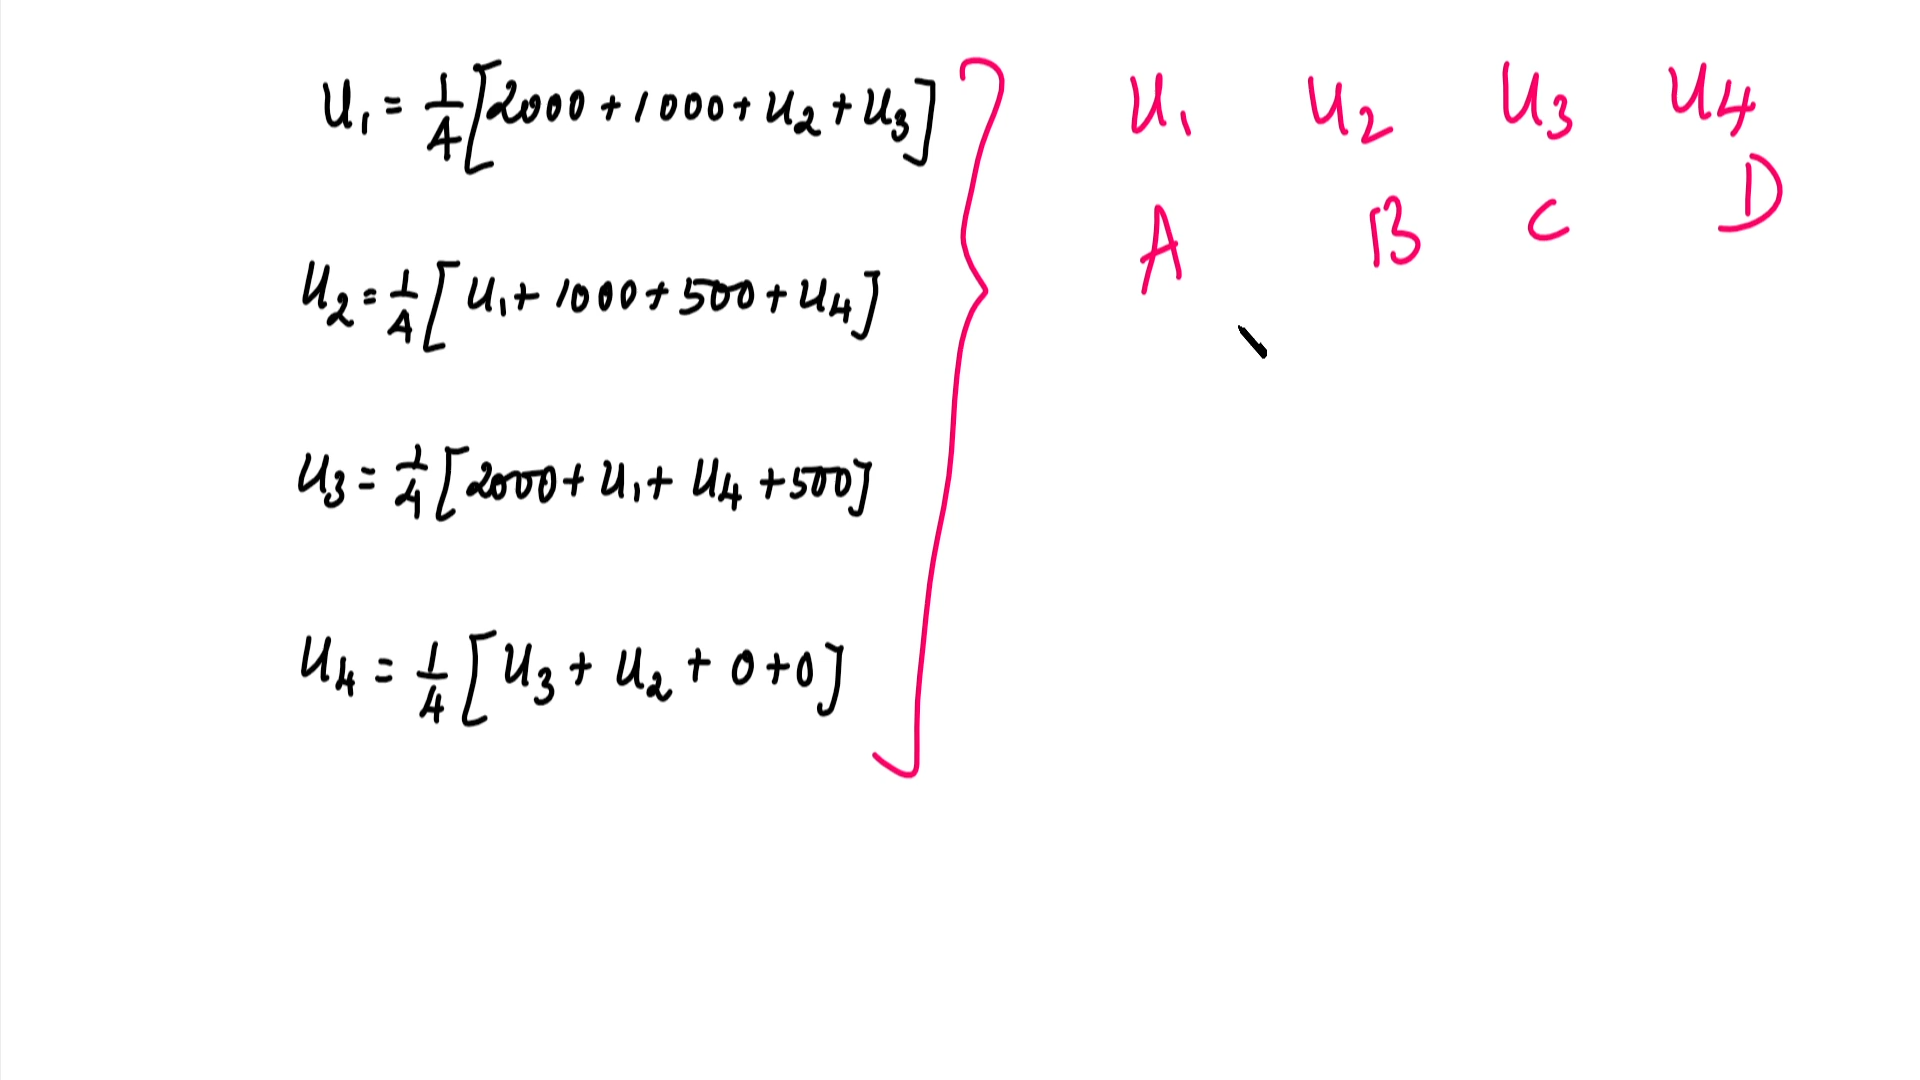 u₁ = 1/4 [2000 + 1000 + u₂ + u₃]
u₂ = 1/4 [u₁ + 1000 + 500 + u₄]
u₃ = 1/4 [2000 + u₁ + u₄ + 500]
u₄ = 1/4 [u₃ + u₂ + 0 + 0]
u₁ u₂ u₃ u₄
A B C D